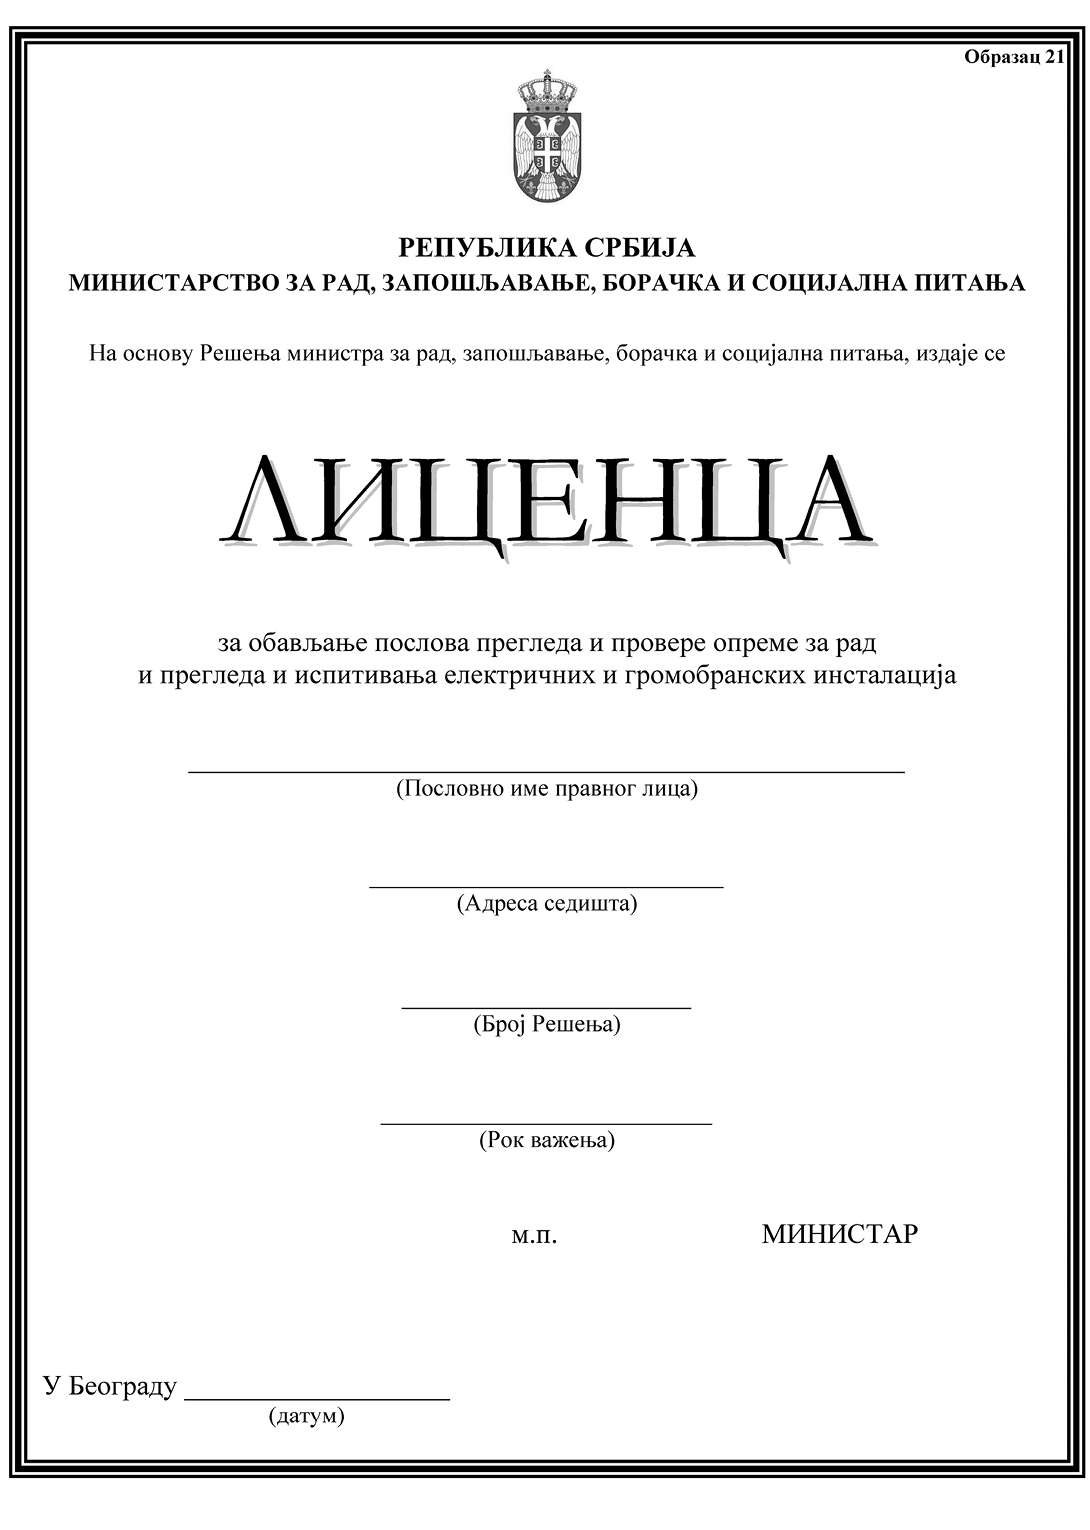 Образац 21
РЕПУБЛИКА СРБИЈА
МИНИСТАРСТВО ЗА РАД, ЗАПОШЉАВАЊЕ, БОРАЧКА И СОЦИЈАЛНА ПИТАЊА
На основу Решења министра за рад, запошљавање, борачка и социјална питања, издаје се
ЛИЦЕНЦА
за обављање послова прегледа и провере опреме за рад
и прегледа и испитивања електричних и громобранских инсталација
(Пословно име правног лица)
(Адреса седишта)
(Број Решења)
(Рок важења)
м.п. МИНИСТАР
У Београду ____________________
(датум)